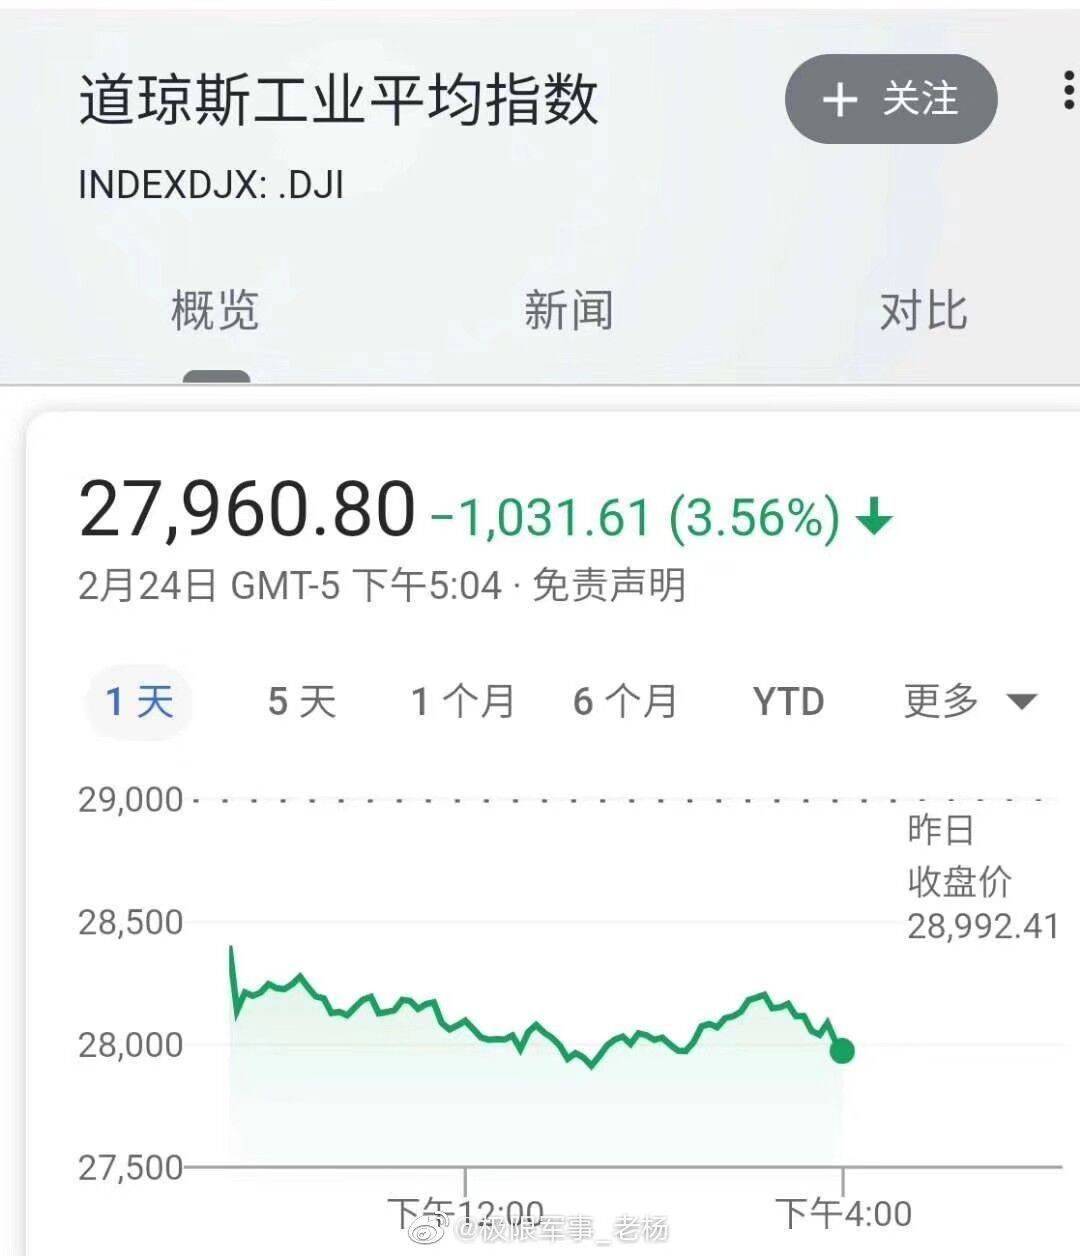 道琼斯工业平均指数
+ 关注
INDEXDJX: .DJI
概览 新闻 对比
27,960.80 −1,031.61 (3.56%) ↓
2月24日 GMT-5 下午5:04 · 免责声明
1 天 5 天 1 个月 6 个月 YTD 更多
29,000
昨日
收盘价
28,992.41
28,500
28,000
27,500
下午12:00 下午4:00
@极限军事_老杨